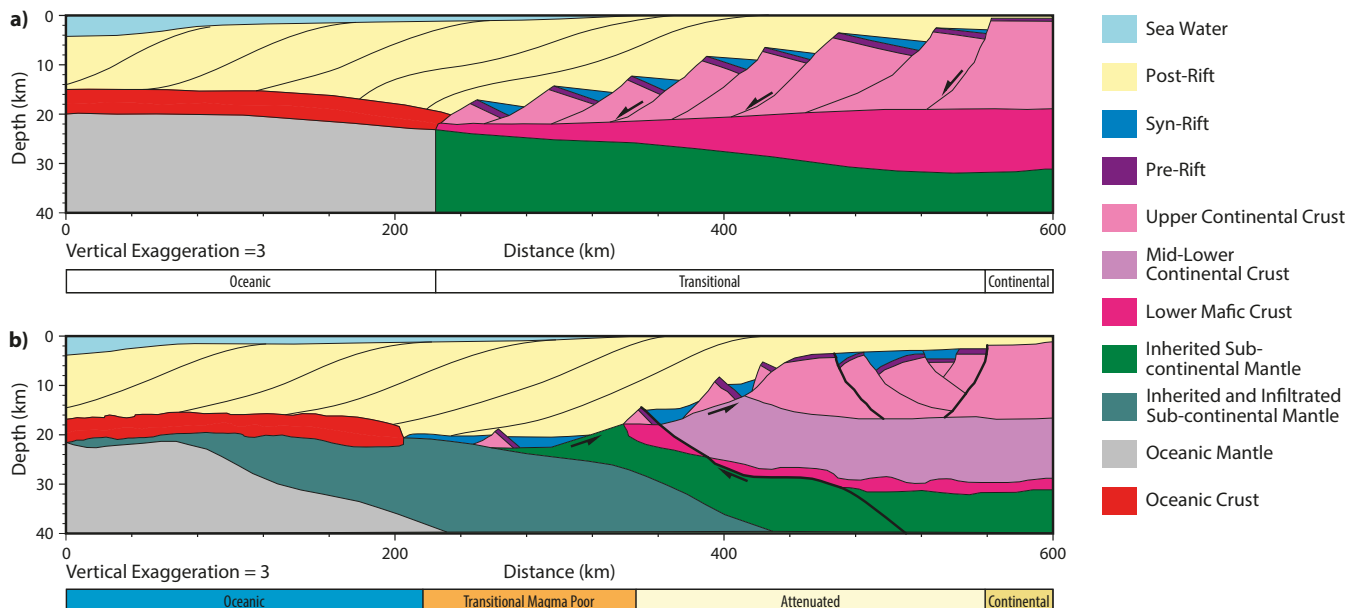 a)
0
10
20
30
40
Depth (km)
0
200
400
600
Vertical Exaggeration =3
Distance (km)
Oceanic
Transitional
Continental
b)
0
10
20
30
40
Depth (km)
0
200
400
600
Vertical Exaggeration = 3
Distance (km)
Oceanic
Transitional Magma Poor
Attenuated
Continental
Sea Water
Post-Rift
Syn-Rift
Pre-Rift
Upper Continental Crust
Mid-Lower
Continental Crust
Lower Mafic Crust
Inherited Sub-
continental Mantle
Inherited and Infiltrated
Sub-continental Mantle
Oceanic Mantle
Oceanic Crust